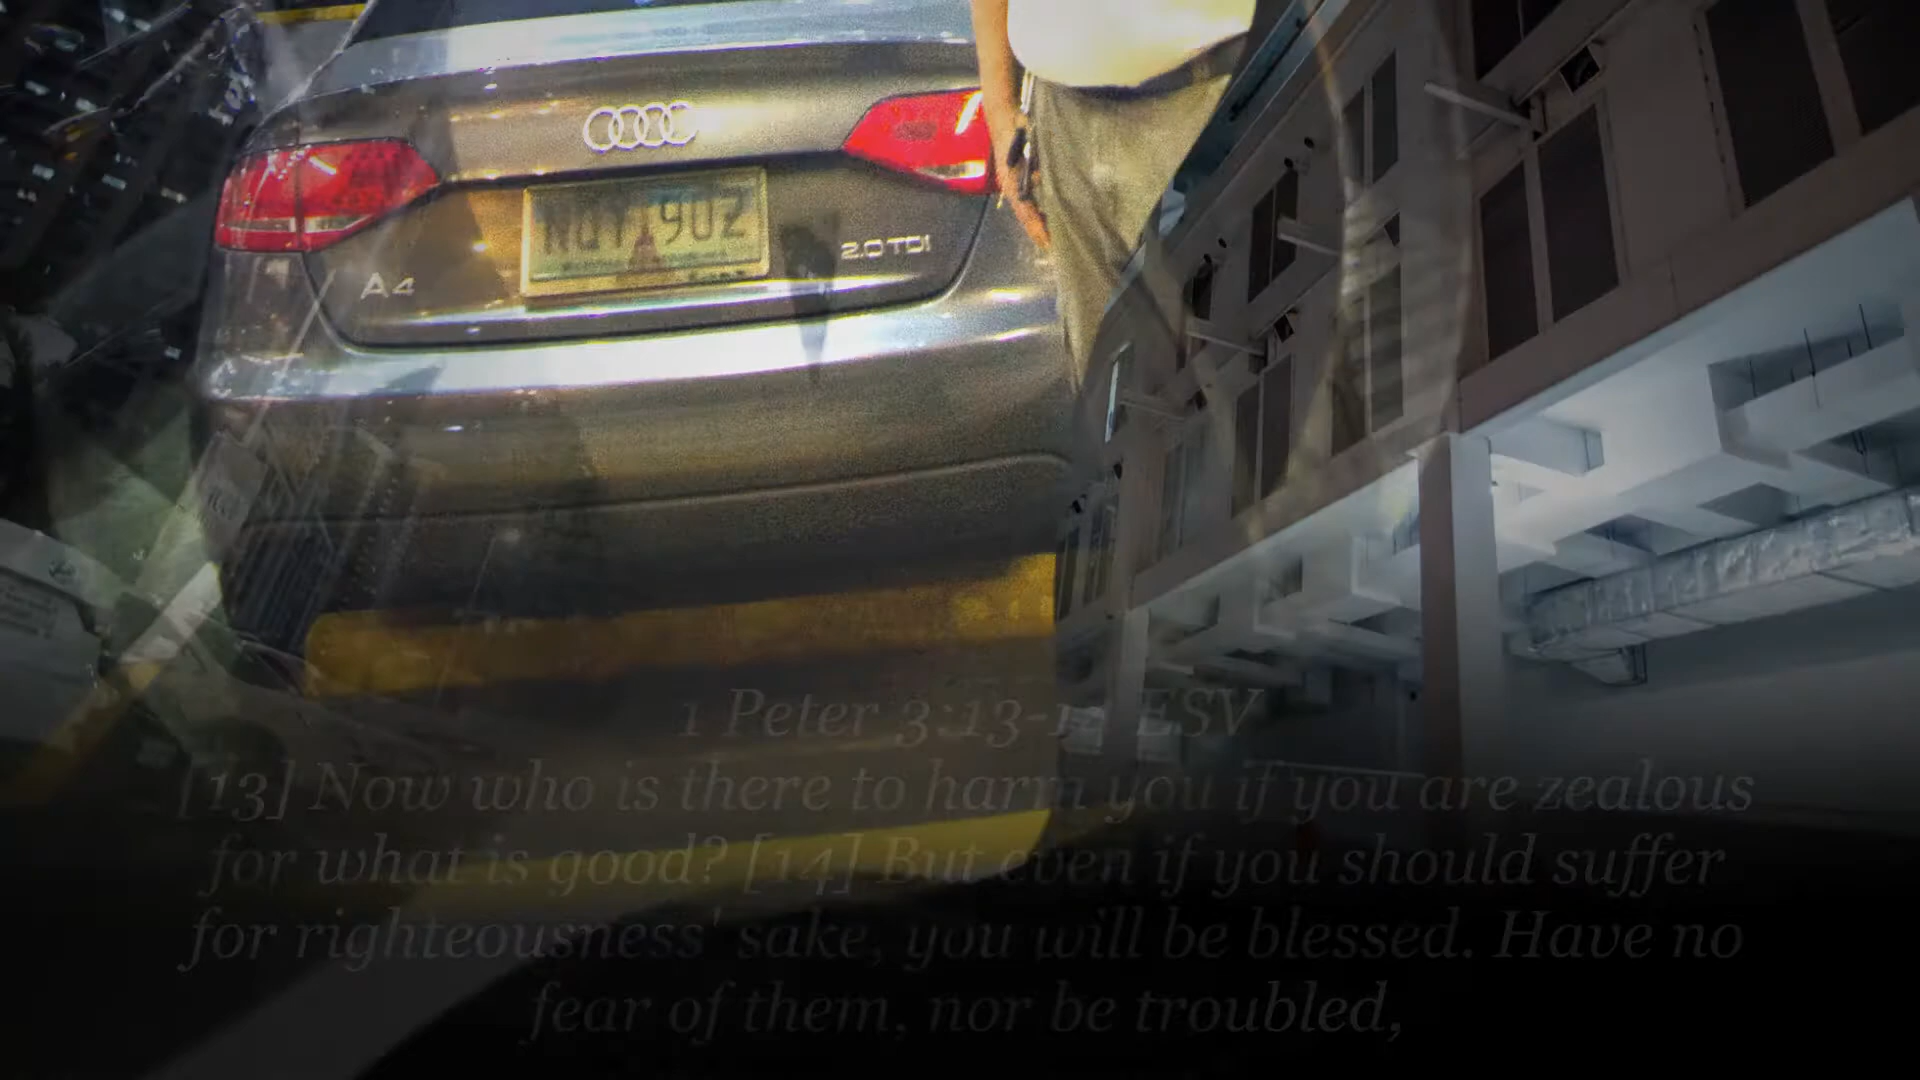 A4
2.0 TDI
1 Peter 3:13- ESV
[13] Now who is there to harm you if you are zealous
for what is good? [14] But even if you should suffer
for righteousness' sake, you will be blessed. Have no
fear of them, nor be troubled,